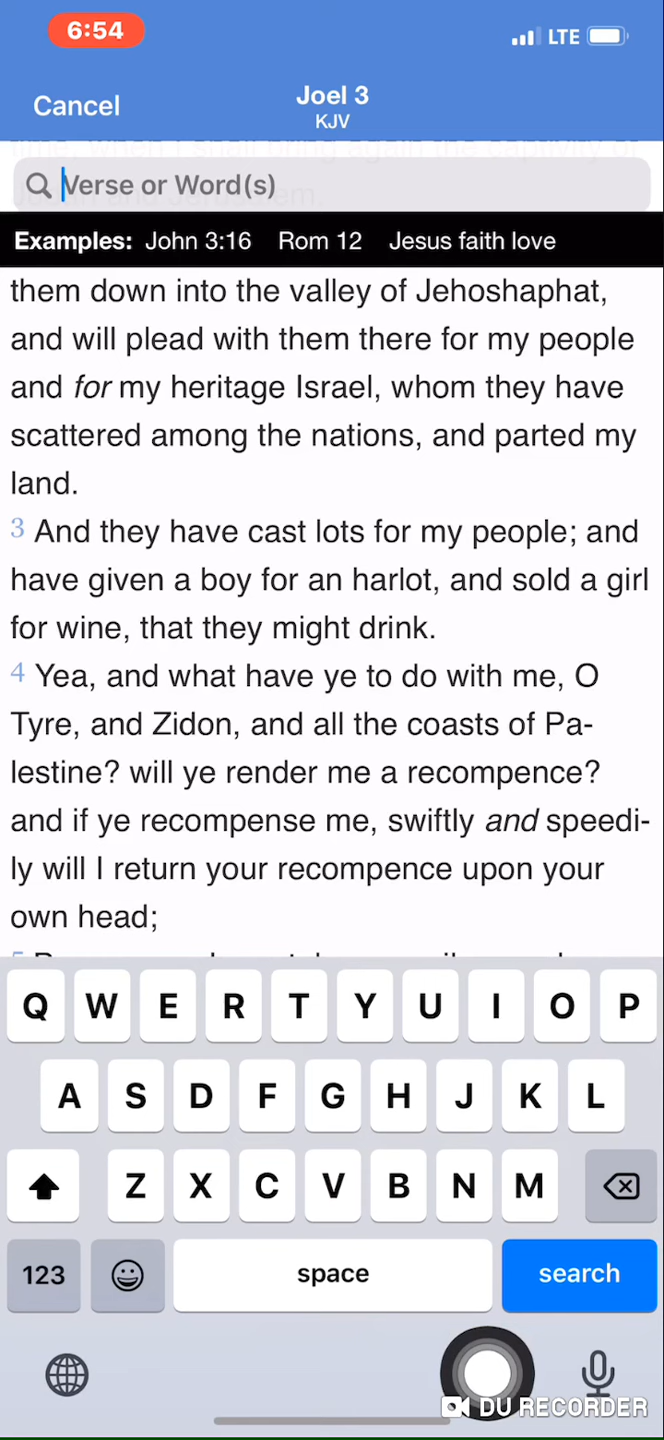 6:54
LTE
Cancel
Joel 3
KJV
Verse or Word(s)
Examples: John 3:16 Rom 12 Jesus faith love
them down into the valley of Jehoshaphat,
and will plead with them there for my people
and for my heritage Israel, whom they have
scattered among the nations, and parted my
land.
3 And they have cast lots for my people; and
have given a boy for an harlot, and sold a girl
for wine, that they might drink.
4 Yea, and what have ye to do with me, O
Tyre, and Zidon, and all the coasts of Pa-
lestine? will ye render me a recompence?
and if ye recompense me, swiftly and speedi-
ly will I return your recompence upon your
own head;
Q W E R T Y U I O P
A S D F G H J K L
Z X C V B N M
123 space search
DU RECORDER